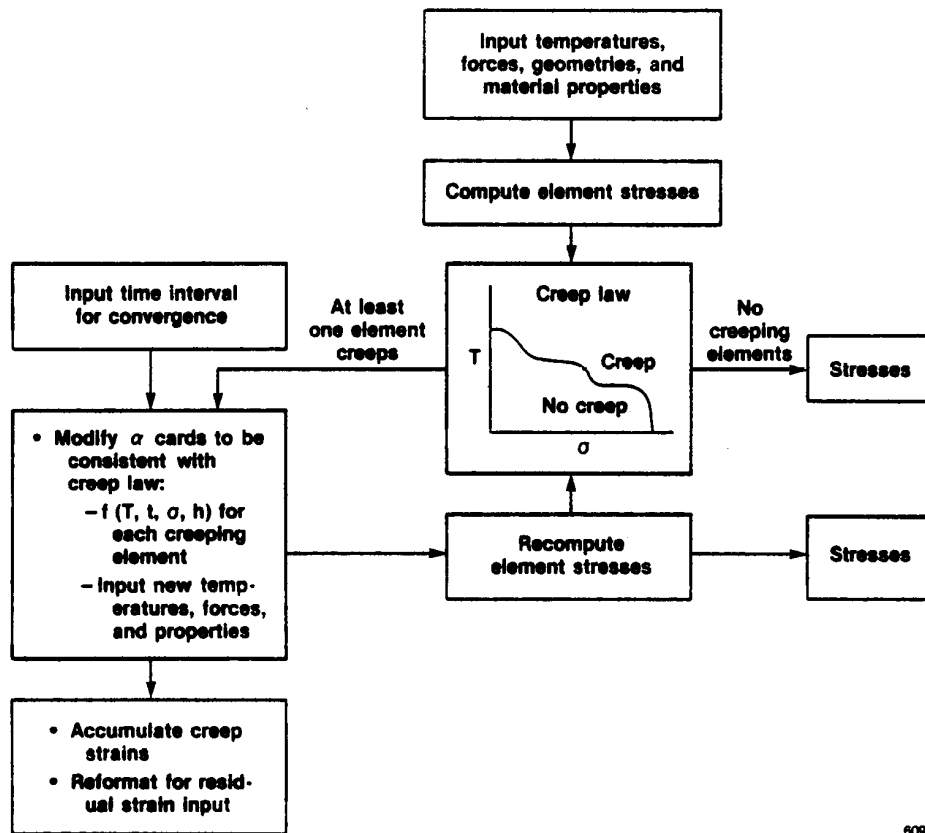 Input temperatures,
forces, geometries, and
material properties
Compute element stresses
Input time interval
for convergence
At least
one element
creeps
Creep law
T
Creep
No creep
σ
No
creeping
elements
Stresses
• Modify α cards to be
consistent with
creep law:
– f (T, t, σ, h) for
each creeping
element
– Input new temp-
eratures, forces,
and properties
Recompute
element stresses
Stresses
• Accumulate creep
strains
• Reformat for resid-
ual strain input
609